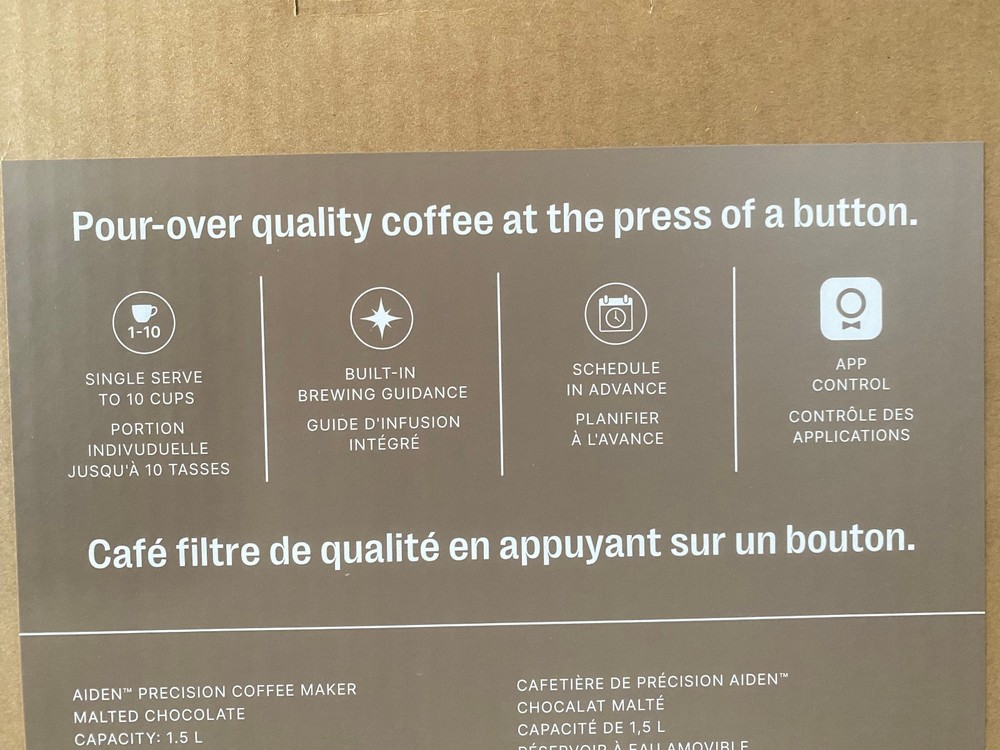 Pour-over quality coffee at the press of a button.
1-10
SINGLE SERVE
TO 10 CUPS
PORTION
INDIVUDUELLE
JUSQU'À 10 TASSES
BUILT-IN
BREWING GUIDANCE
GUIDE D'INFUSION
INTÉGRÉ
SCHEDULE
IN ADVANCE
PLANIFIER
À L'AVANCE
APP
CONTROL
CONTRÔLE DES
APPLICATIONS
Café filtre de qualité en appuyant sur un bouton.
AIDEN™ PRECISION COFFEE MAKER
MALTED CHOCOLATE
CAPACITY: 1.5 L
CAFETIÈRE DE PRÉCISION AIDEN™
CHOCALAT MALTÉ
CAPACITÉ DE 1,5 L
RÉSERVOIR À EAU AMOVIBLE